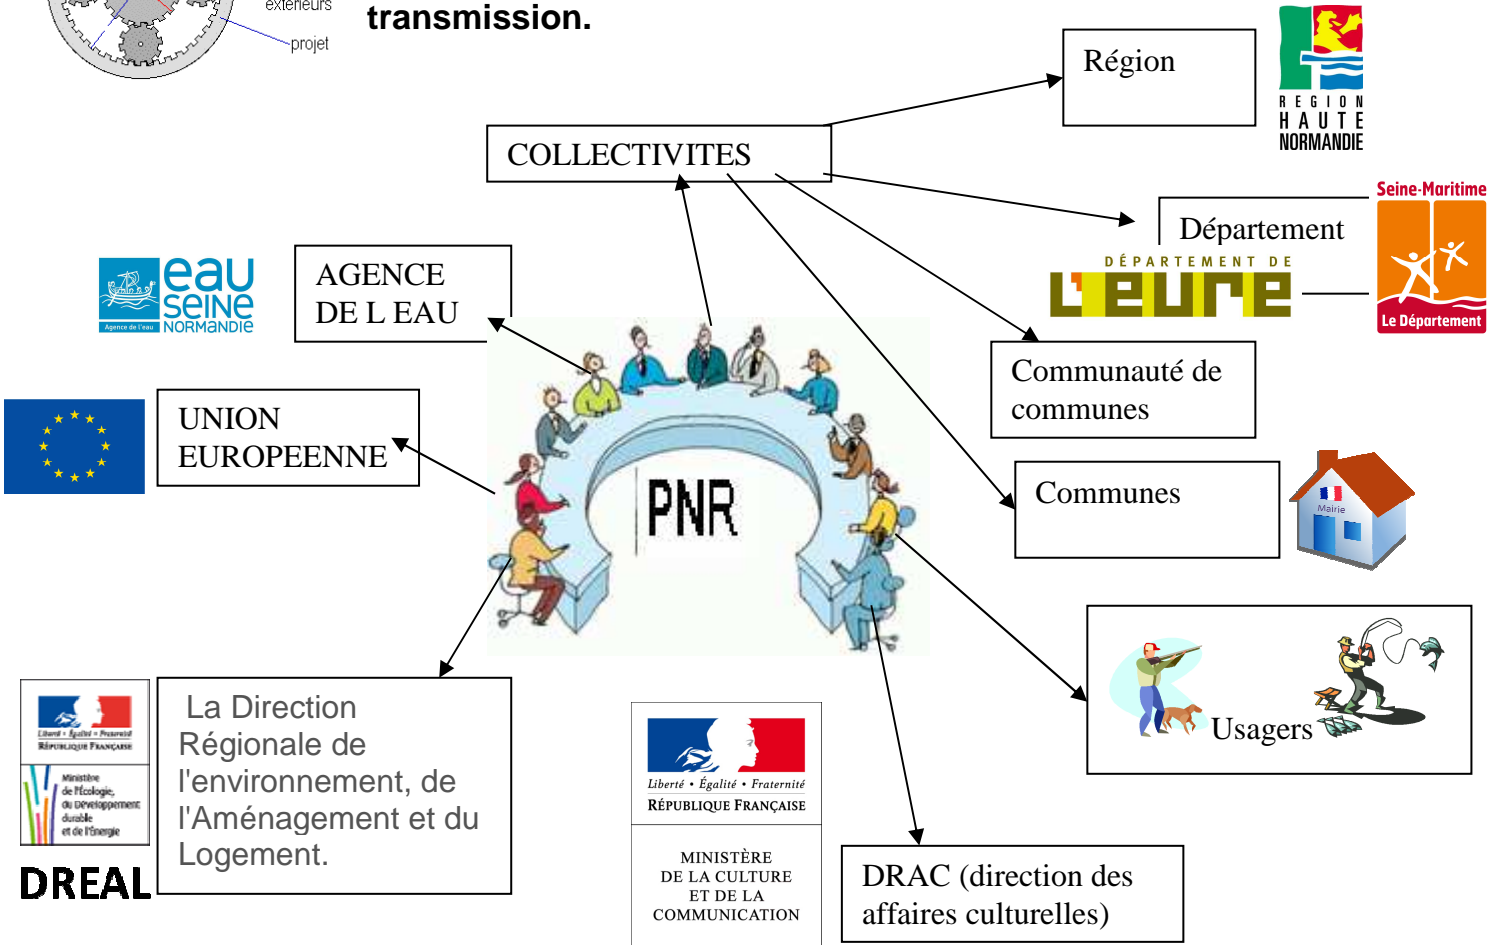 extérieurs
projet
transmission.
Région
REGION
HAUTE
NORMANDIE
COLLECTIVITES
Seine-Maritime
Département
DÉPARTEMENT DE
L'EURE
Le Département
eau
SEINE
NORMANDIE
Agence de l'eau
AGENCE
DE L EAU
Communauté de
communes
UNION
EUROPEENNE
PNR
Communes
Mairie
Usagers
Liberté • Égalité • Fraternité
RÉPUBLIQUE FRANÇAISE
Ministère
de l'Écologie,
du Développement
durable
et de l'Énergie
DREAL
La Direction
Régionale de
l'environnement, de
l'Aménagement et du
Logement.
Liberté • Égalité • Fraternité
RÉPUBLIQUE FRANÇAISE
MINISTÈRE
DE LA CULTURE
ET DE LA
COMMUNICATION
DRAC (direction des
affaires culturelles)